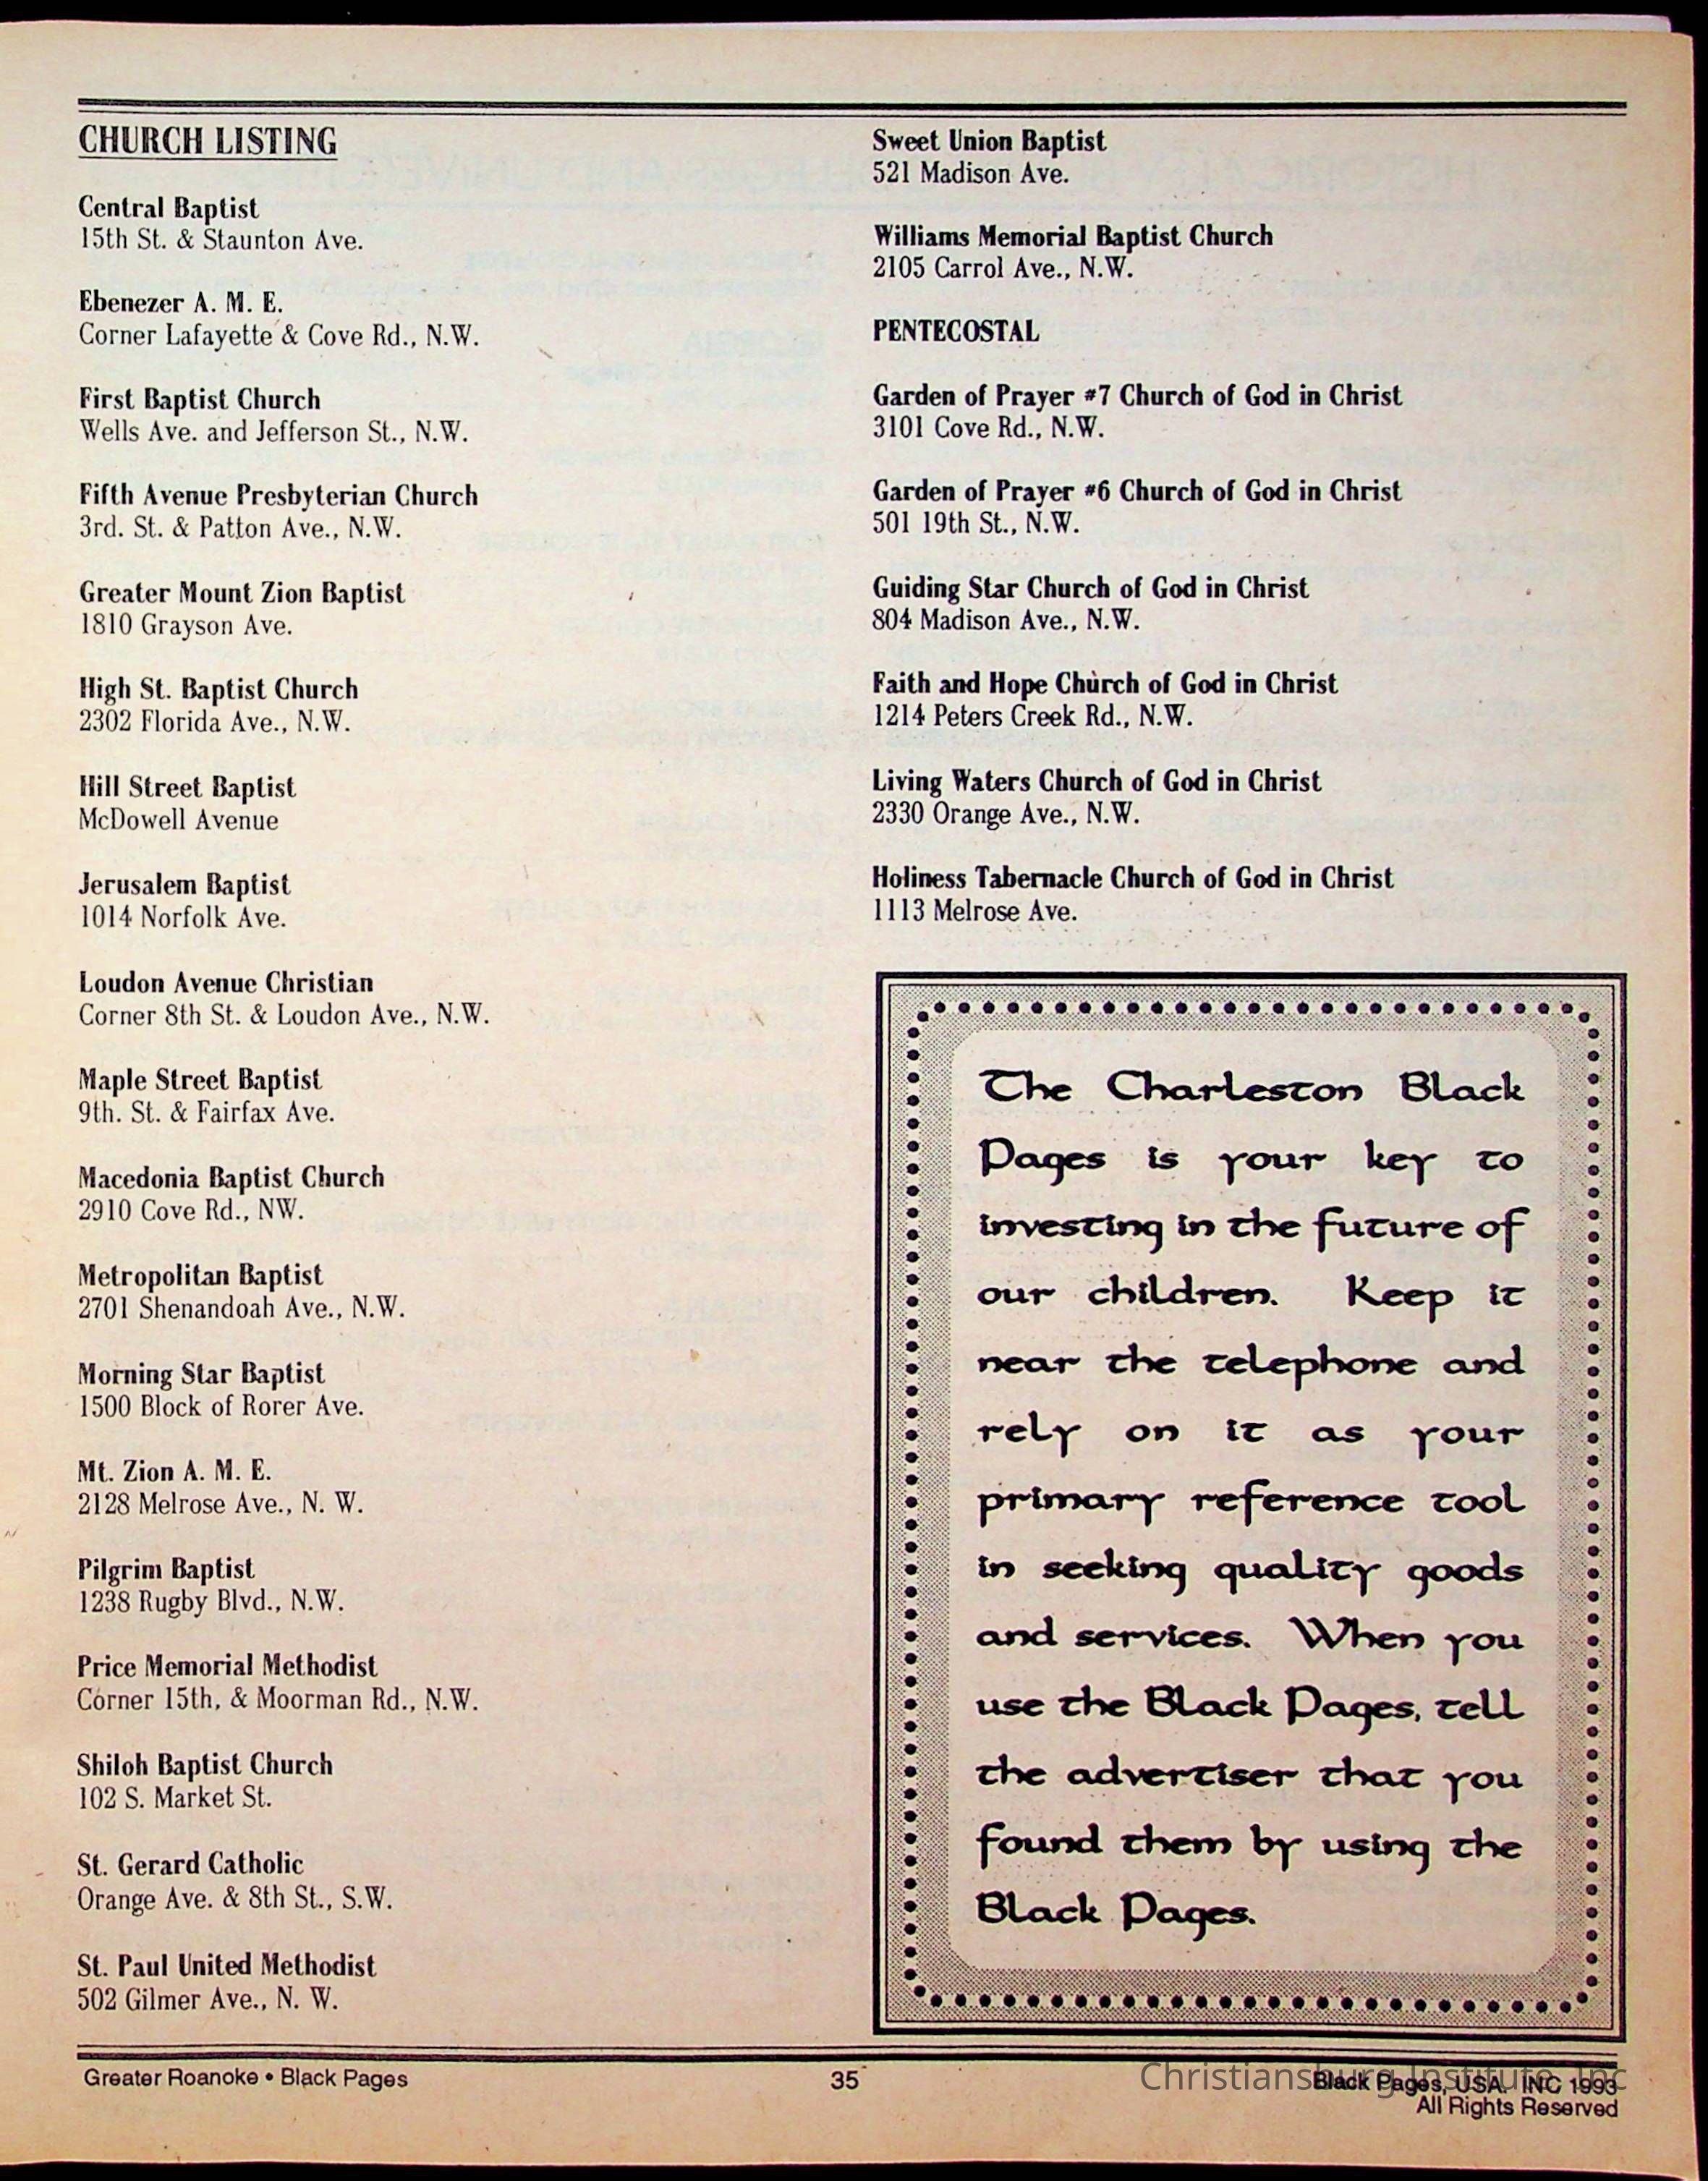 CHURCH LISTING
Central Baptist
15th St. & Staunton Ave.
Ebenezer A. M. E.
Corner Lafayette & Cove Rd., N.W.
First Baptist Church
Wells Ave. and Jefferson St., N.W.
Fifth Avenue Presbyterian Church
3rd. St. & Patton Ave., N.W.
Greater Mount Zion Baptist
1810 Grayson Ave.
High St. Baptist Church
2302 Florida Ave., N.W.
Hill Street Baptist
McDowell Avenue
Jerusalem Baptist
1014 Norfolk Ave.
Loudon Avenue Christian
Corner 8th St. & Loudon Ave., N.W.
Maple Street Baptist
9th. St. & Fairfax Ave.
Macedonia Baptist Church
2910 Cove Rd., NW.
Metropolitan Baptist
2701 Shenandoah Ave., N.W.
Morning Star Baptist
1500 Block of Rorer Ave.
Mt. Zion A. M. E.
2128 Melrose Ave., N. W.
Pilgrim Baptist
1238 Rugby Blvd., N.W.
Price Memorial Methodist
Corner 15th, & Moorman Rd., N.W.
Shiloh Baptist Church
102 S. Market St.
St. Gerard Catholic
Orange Ave. & 8th St., S.W.
St. Paul United Methodist
502 Gilmer Ave., N. W.
Sweet Union Baptist
521 Madison Ave.
Williams Memorial Baptist Church
2105 Carrol Ave., N.W.
PENTECOSTAL
Garden of Prayer #7 Church of God in Christ
3101 Cove Rd., N.W.
Garden of Prayer #6 Church of God in Christ
501 19th St., N.W.
Guiding Star Church of God in Christ
804 Madison Ave., N.W.
Faith and Hope Church of God in Christ
1214 Peters Creek Rd., N.W.
Living Waters Church of God in Christ
2330 Orange Ave., N.W.
Holiness Tabernacle Church of God in Christ
1113 Melrose Ave.
The Charleston Black
Pages is your key to
investing in the future of
our children. Keep it
near the telephone and
rely on it as your
primary reference tool
in seeking quality goods
and services. When you
use the Black Pages, tell
the advertiser that you
found them by using the
Black Pages.
Greater Roanoke • Black Pages
35
Black Pages, USA. INC 1993
All Rights Reserved
Christiansburg Institute, Inc